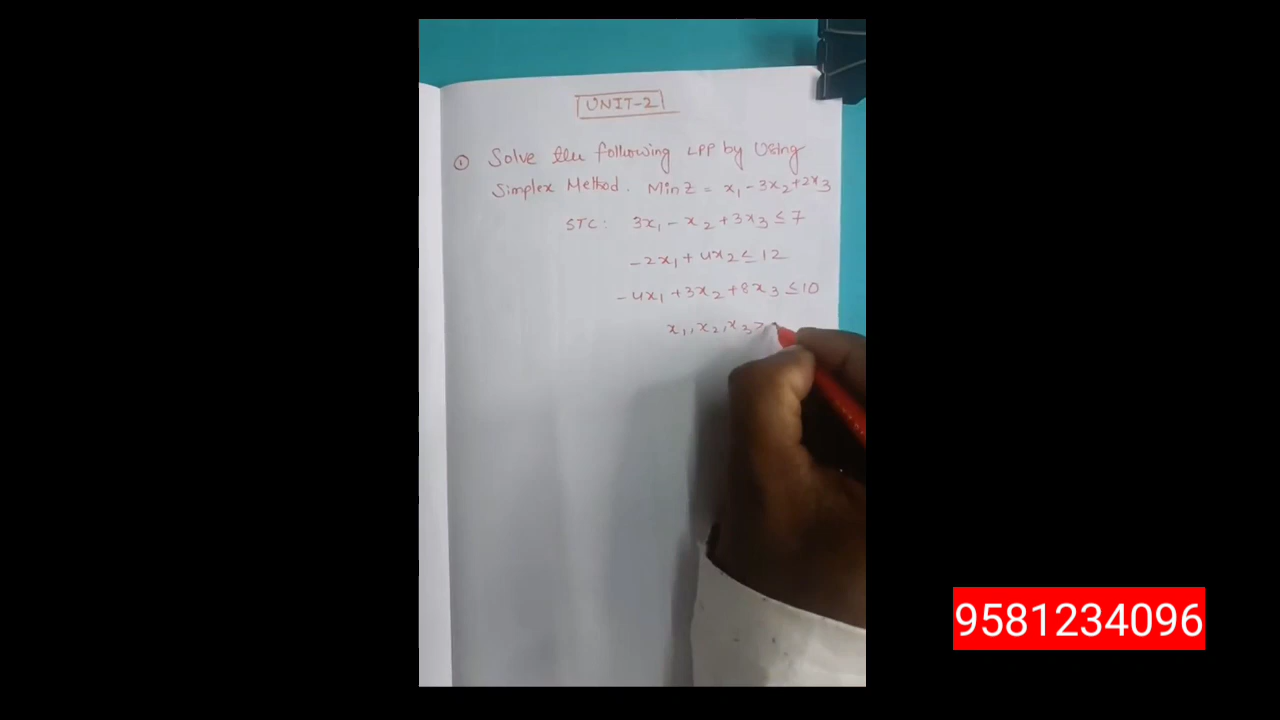 UNIT-2
① Solve the following LPP by Using
Simplex Method. Min Z = x₁ - 3x₂ + 2x₃
STC: 3x₁ - x₂ + 3x₃ ≤ 7
-2x₁ + 4x₂ ≤ 12
-4x₁ + 3x₂ + 8x₃ ≤ 10
x₁, x₂, x₃ >
9581234096